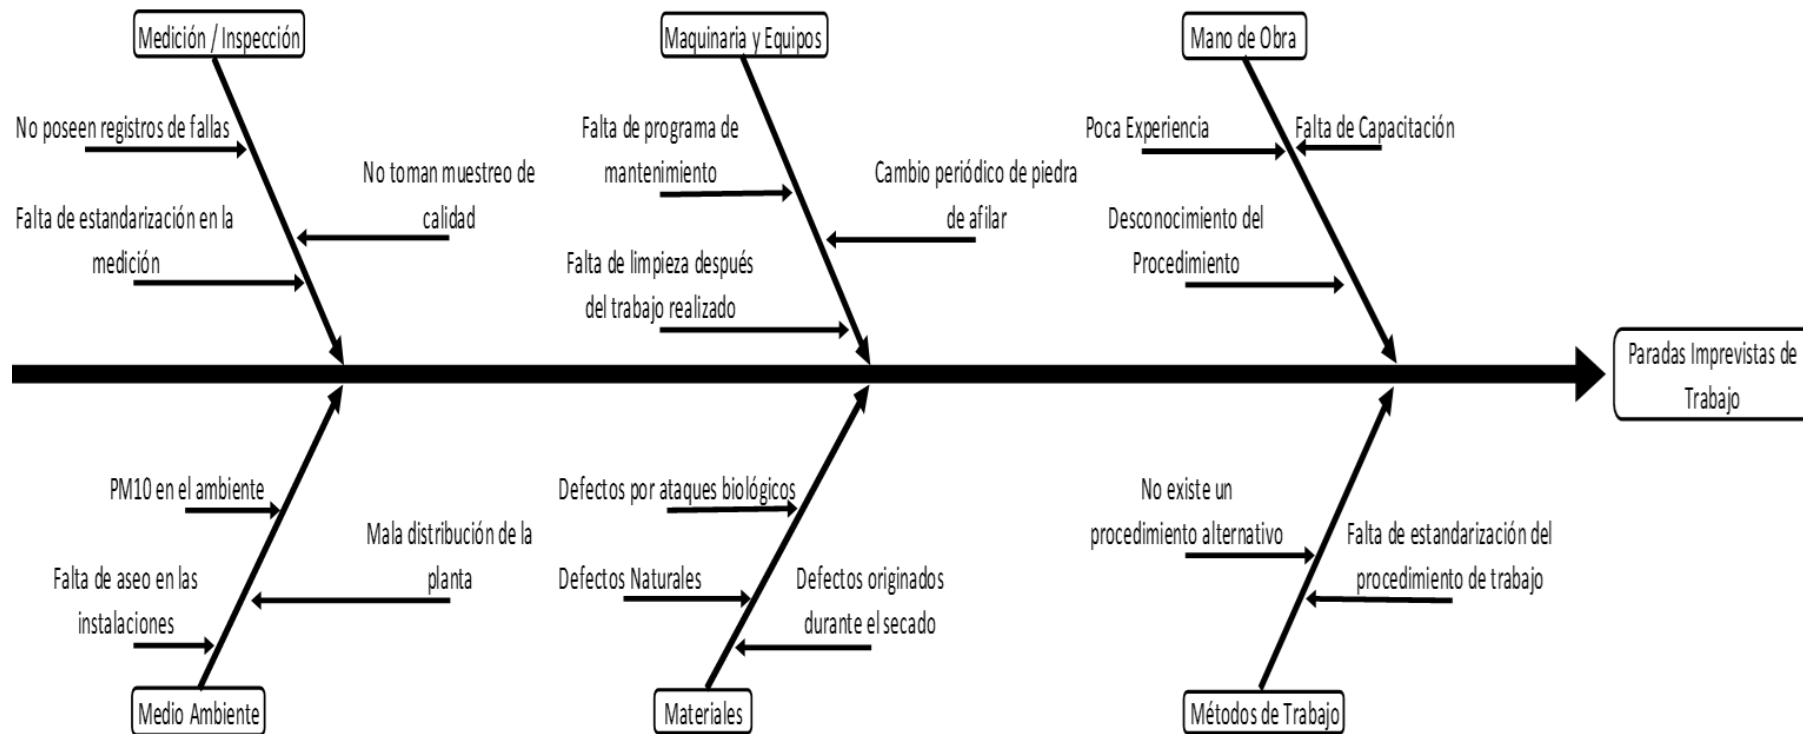 Medición / Inspección
Maquinaria y Equipos
Mano de Obra
No poseen registros de fallas
No toman muestreo de
calidad
Falta de estandarización en la
medición
Falta de programa de
mantenimiento
Cambio periódico de piedra
de afilar
Falta de limpieza después
del trabajo realizado
Poca Experiencia
Falta de Capacitación
Desconocimiento del
Procedimiento
Paradas Imprevistas de
Trabajo
PM10 en el ambiente
Mala distribución de la
planta
Falta de aseo en las
instalaciones
Defectos por ataques biológicos
Defectos Naturales
Defectos originados
durante el secado
No existe un
procedimiento alternativo
Falta de estandarización del
procedimiento de trabajo
Medio Ambiente
Materiales
Métodos de Trabajo